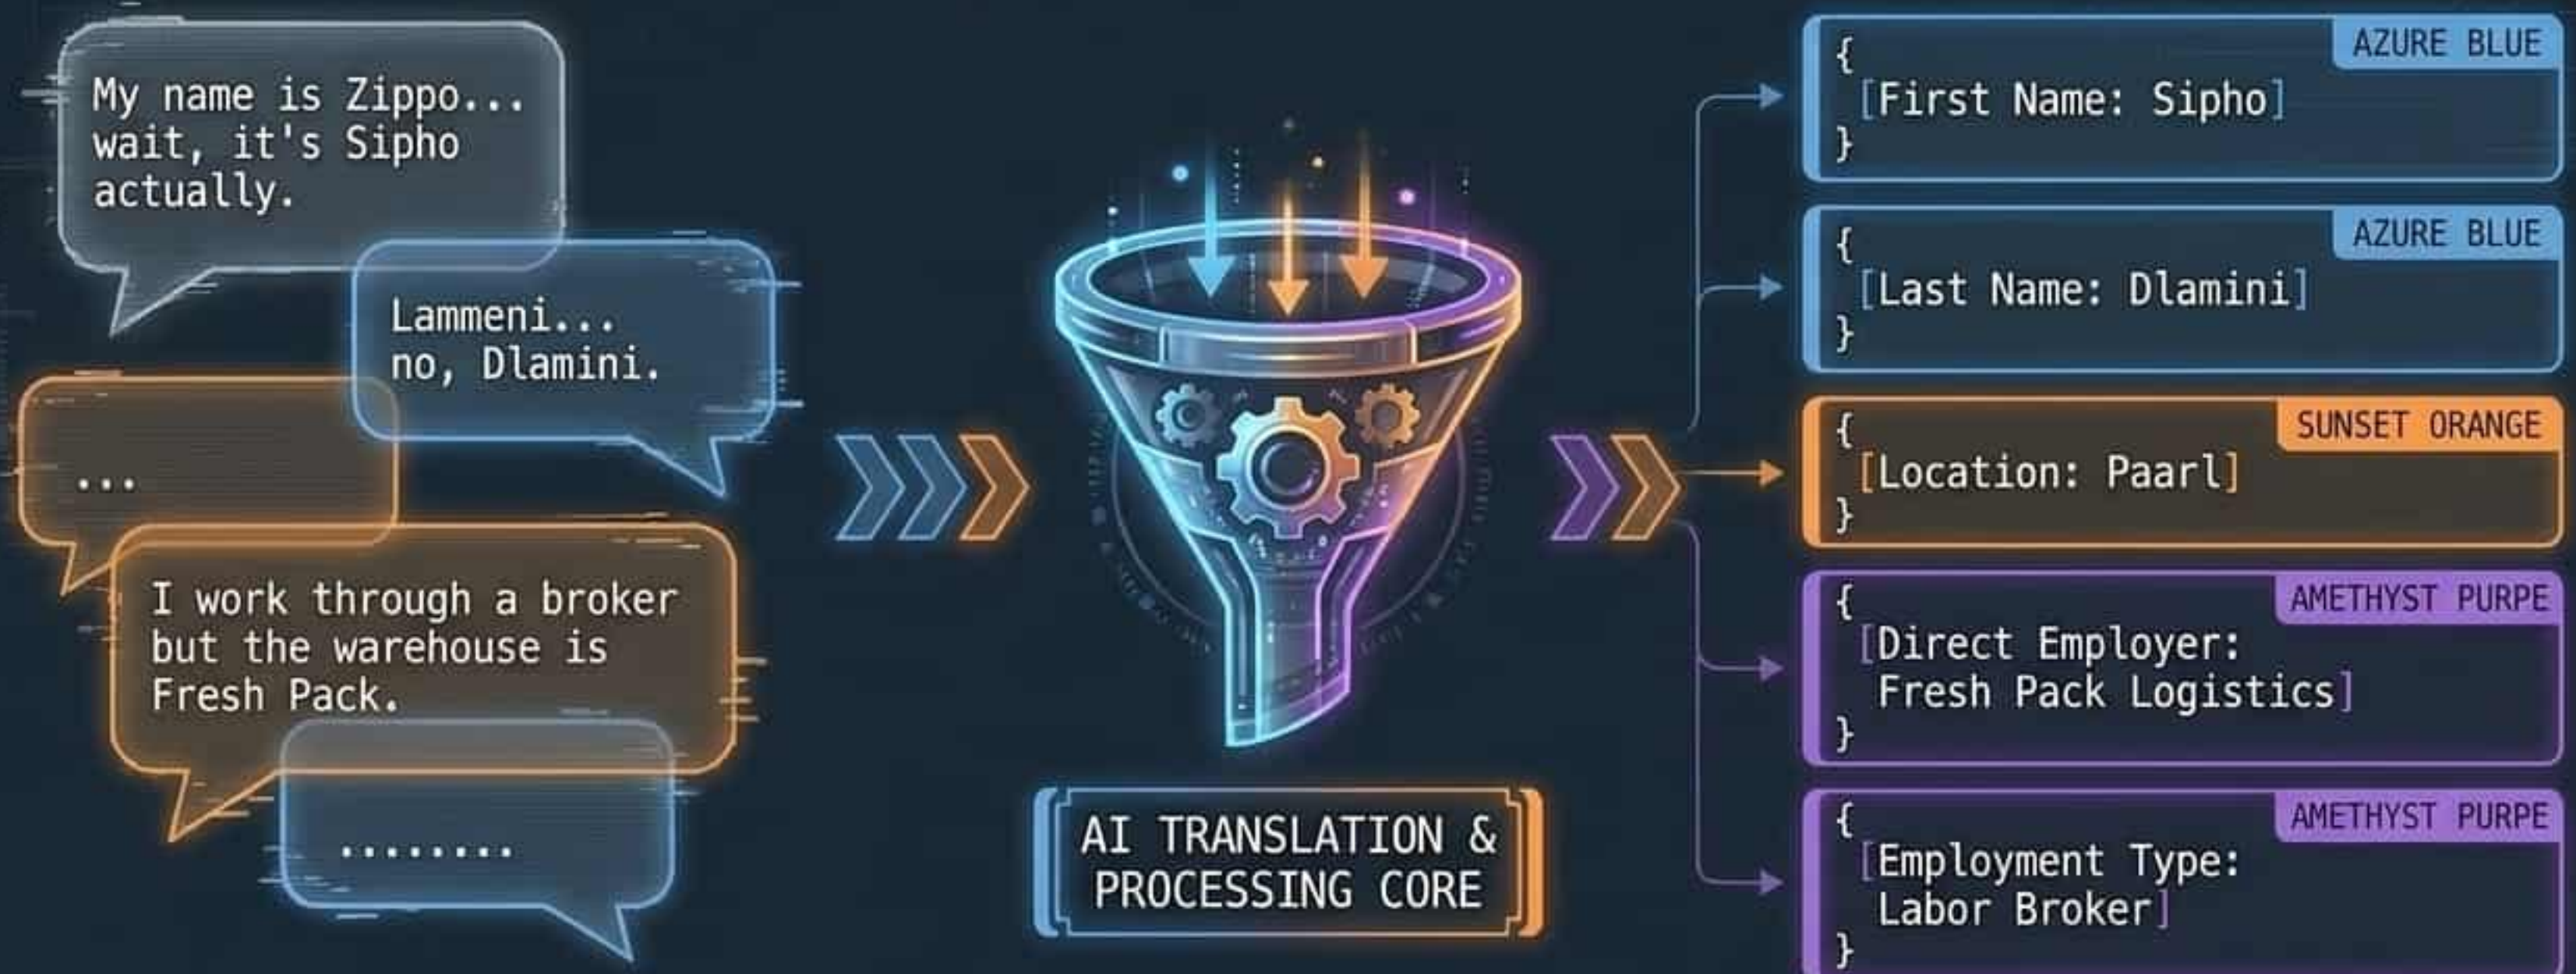 My name is Zippo...
wait, it's Sipho
actually.
Lammeni...
no, Dlamini.
...
I work through a broker
but the warehouse is
Fresh Pack.
........
AI TRANSLATION &
PROCESSING CORE
AZURE BLUE
{
[First Name: Sipho]
}
AZURE BLUE
{
[Last Name: Dlamini]
}
SUNSET ORANGE
{
[Location: Paarl]
}
AMETHYST PURPE
{
[Direct Employer:
Fresh Pack Logistics]
}
AMETHYST PURPE
{
[Employment Type:
Labor Broker]
}